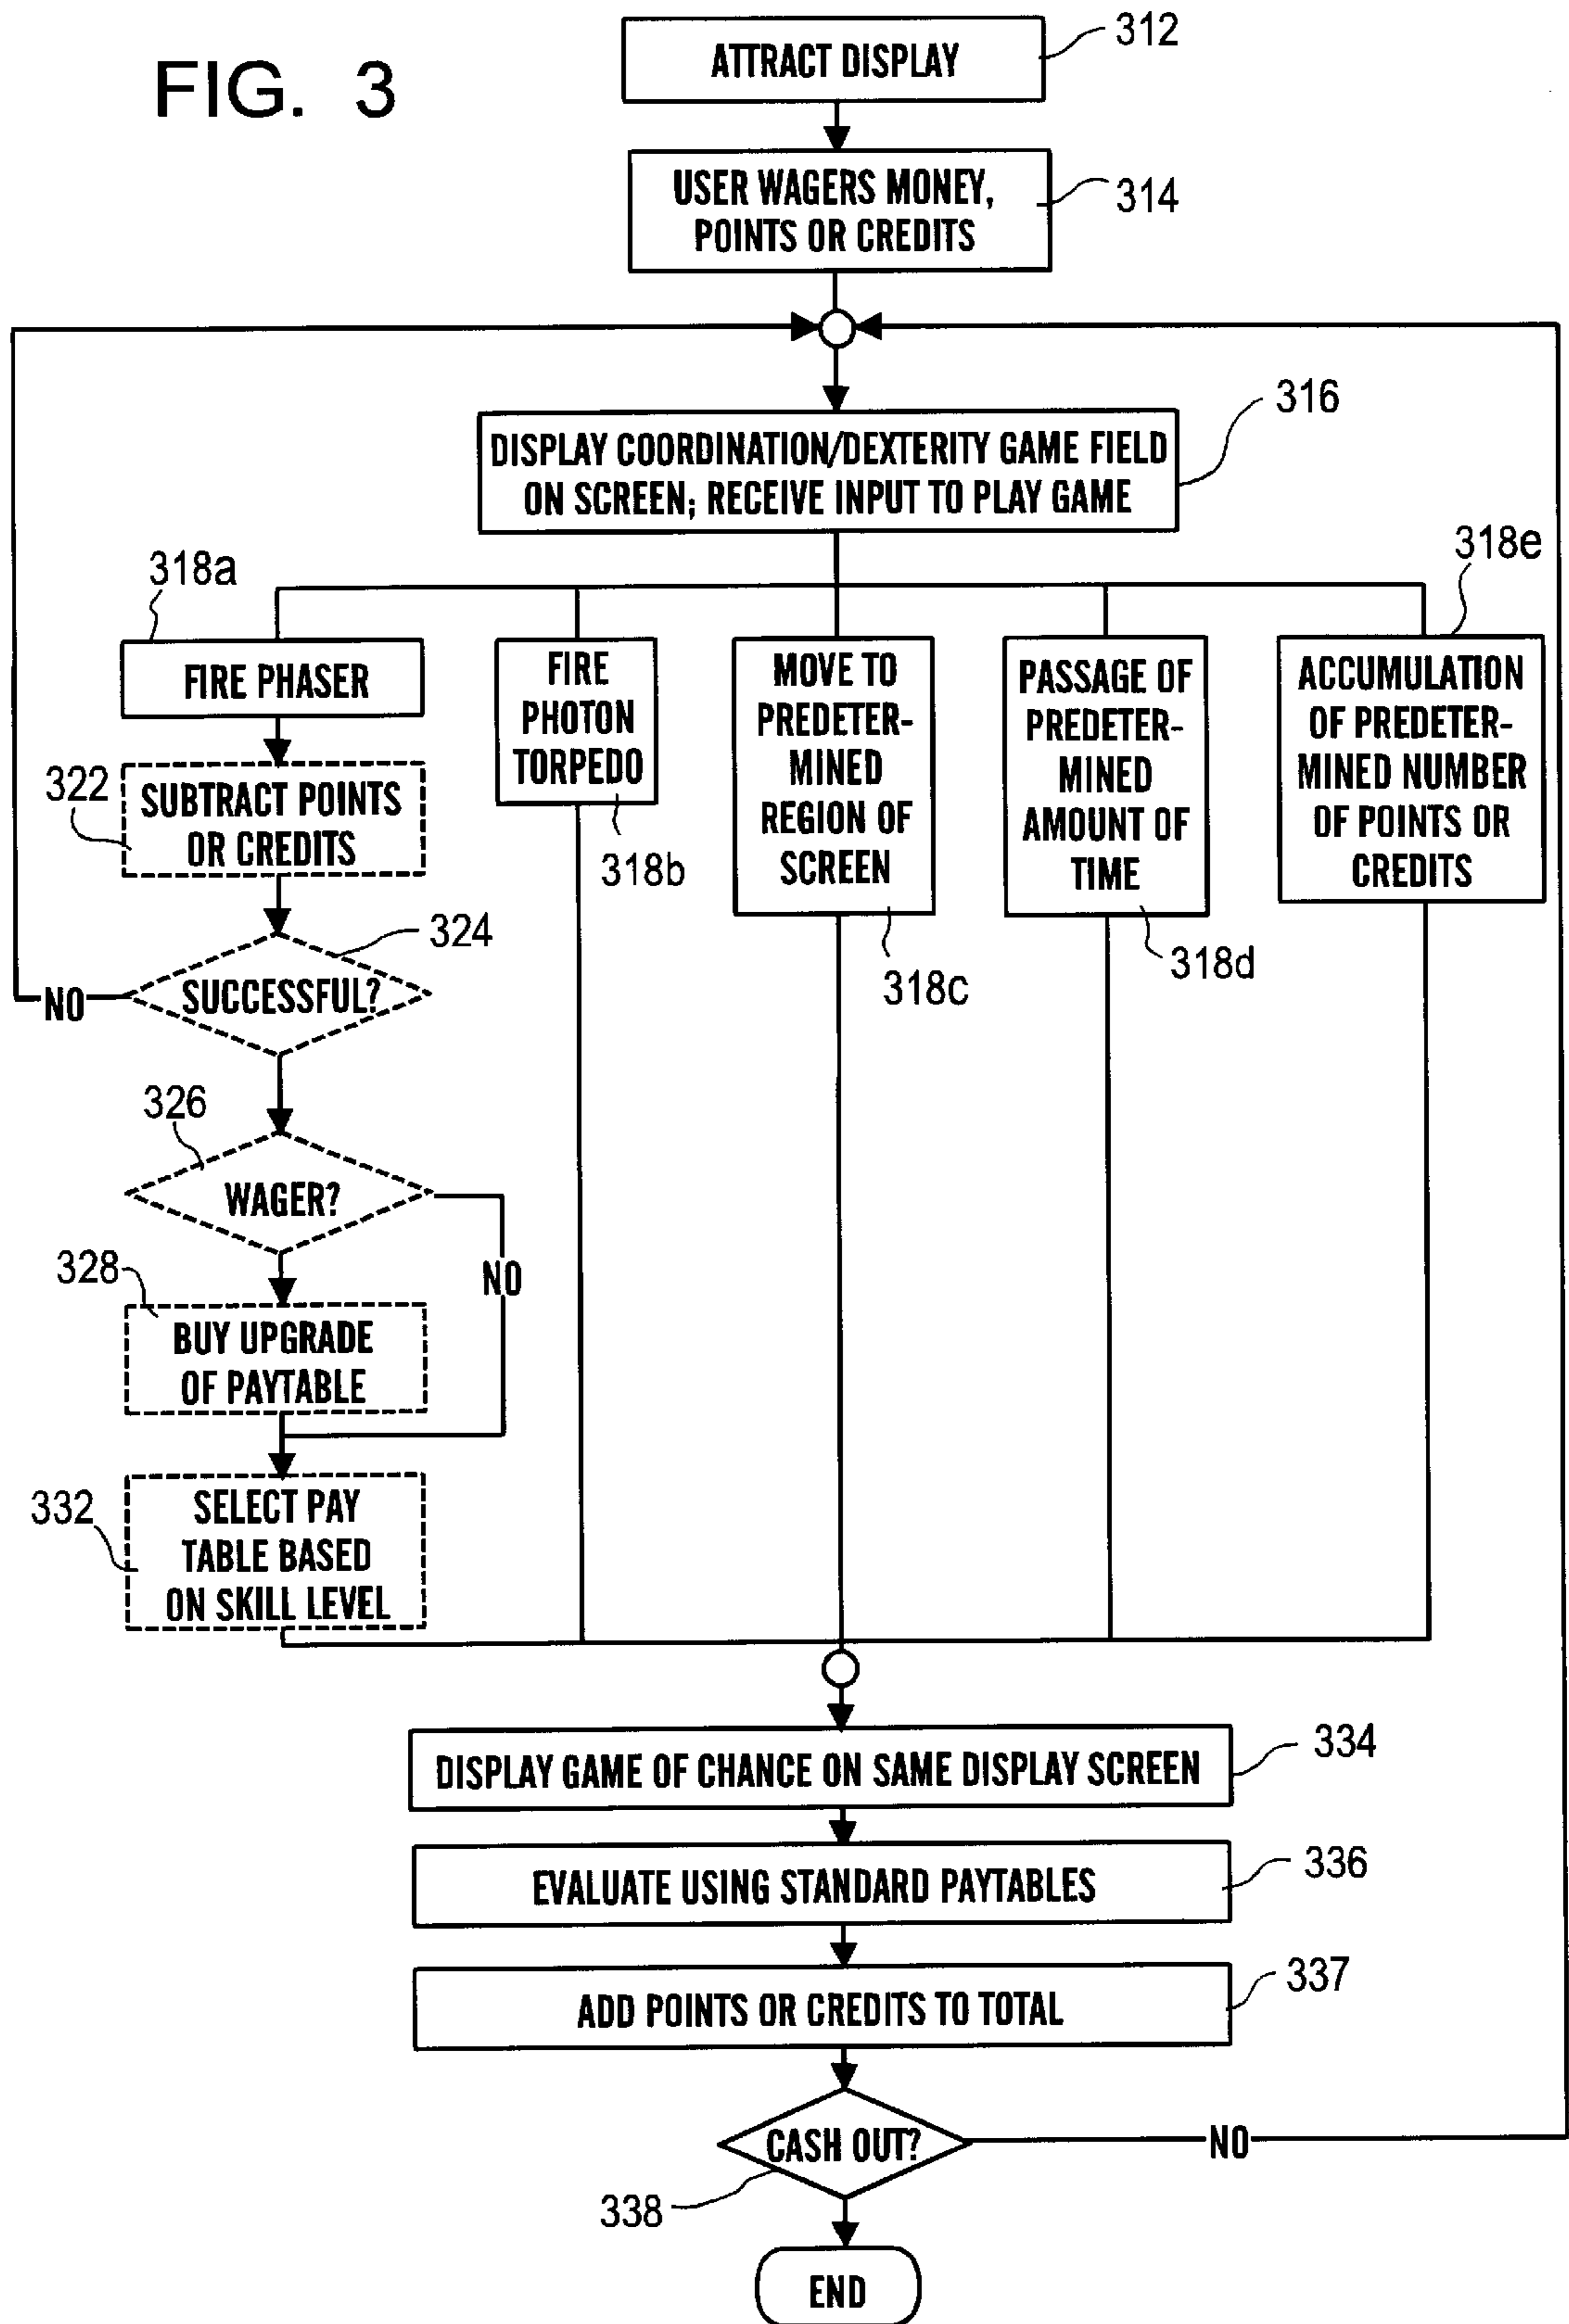 FIG. 3
ATTRACT DISPLAY
312
USER WAGERS MONEY,
POINTS OR CREDITS
314
316
DISPLAY COORDINATION/DEXTERITY GAME FIELD
ON SCREEN; RECEIVE INPUT TO PLAY GAME
318a
FIRE PHASER
322
SUBTRACT POINTS
OR CREDITS
324
SUCCESSFUL?
NO
326
WAGER?
NO
328
BUY UPGRADE
OF PAYTABLE
332
SELECT PAY
TABLE BASED
ON SKILL LEVEL
FIRE
PHOTON
TORPEDO
318b
MOVE TO
PREDETER-
MINED
REGION OF
SCREEN
318c
PASSAGE OF
PREDETER-
MINED
AMOUNT OF
TIME
318d
318e
ACCUMULATION
OF PREDETER-
MINED NUMBER
OF POINTS OR
CREDITS
DISPLAY GAME OF CHANCE ON SAME DISPLAY SCREEN
334
EVALUATE USING STANDARD PAYTABLES
336
ADD POINTS OR CREDITS TO TOTAL
337
CASH OUT?
NO
338
END